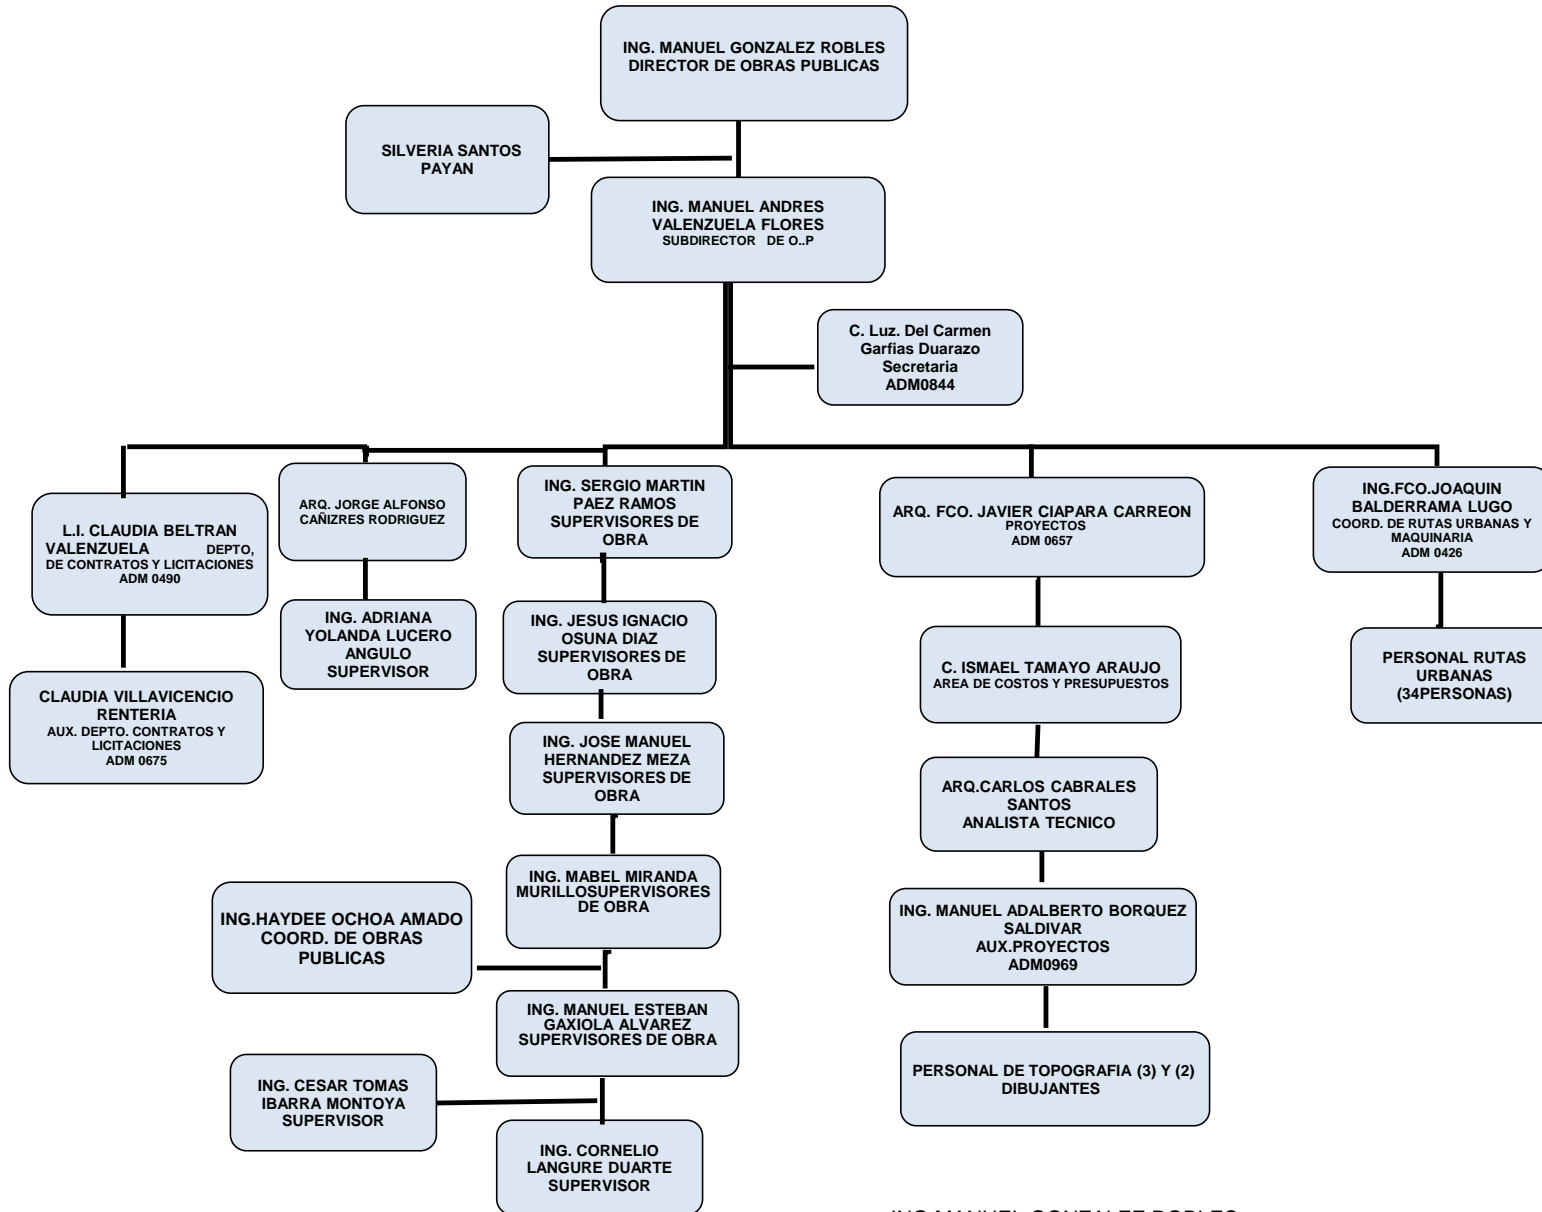 ING. MANUEL GONZALEZ ROBLES
DIRECTOR DE OBRAS PUBLICAS
SILVERIA SANTOS
PAYAN
ING. MANUEL ANDRES
VALENZUELA FLORES
SUBDIRECTOR DE O..P
C. Luz. Del Carmen
Garfias Duarazo
Secretaria
ADM0844
L.I. CLAUDIA BELTRAN
VALENZUELA DEPTO,
DE CONTRATOS Y LICITACIONES
ADM 0490
CLAUDIA VILLAVICENCIO
RENTERIA
AUX. DEPTO. CONTRATOS Y
LICITACIONES
ADM 0675
ARQ. JORGE ALFONSO
CAÑIZRES RODRIGUEZ
ING. ADRIANA
YOLANDA LUCERO
ANGULO
SUPERVISOR
ING. SERGIO MARTIN
PAEZ RAMOS
SUPERVISORES DE
OBRA
ING. JESUS IGNACIO
OSUNA DIAZ
SUPERVISORES DE
OBRA
ING. JOSE MANUEL
HERNANDEZ MEZA
SUPERVISORES DE
OBRA
ING. MABEL MIRANDA
MURILLOSUPERVISORES
DE OBRA
ING.HAYDEE OCHOA AMADO
COORD. DE OBRAS
PUBLICAS
ING. MANUEL ESTEBAN
GAXIOLA ALVAREZ
SUPERVISORES DE OBRA
ING. CESAR TOMAS
IBARRA MONTOYA
SUPERVISOR
ING. CORNELIO
LANGURE DUARTE
SUPERVISOR
ARQ. FCO. JAVIER CIAPARA CARREON
PROYECTOS
ADM 0657
C. ISMAEL TAMAYO ARAUJO
AREA DE COSTOS Y PRESUPUESTOS
ARQ.CARLOS CABRALES
SANTOS
ANALISTA TECNICO
ING. MANUEL ADALBERTO BORQUEZ
SALDIVAR
AUX.PROYECTOS
ADM0969
PERSONAL DE TOPOGRAFIA (3) Y (2)
DIBUJANTES
ING.FCO.JOAQUIN
BALDERRAMA LUGO
COORD. DE RUTAS URBANAS Y
MAQUINARIA
ADM 0426
PERSONAL RUTAS
URBANAS
(34PERSONAS)
ING MANUEL GONZALEZ ROBLES